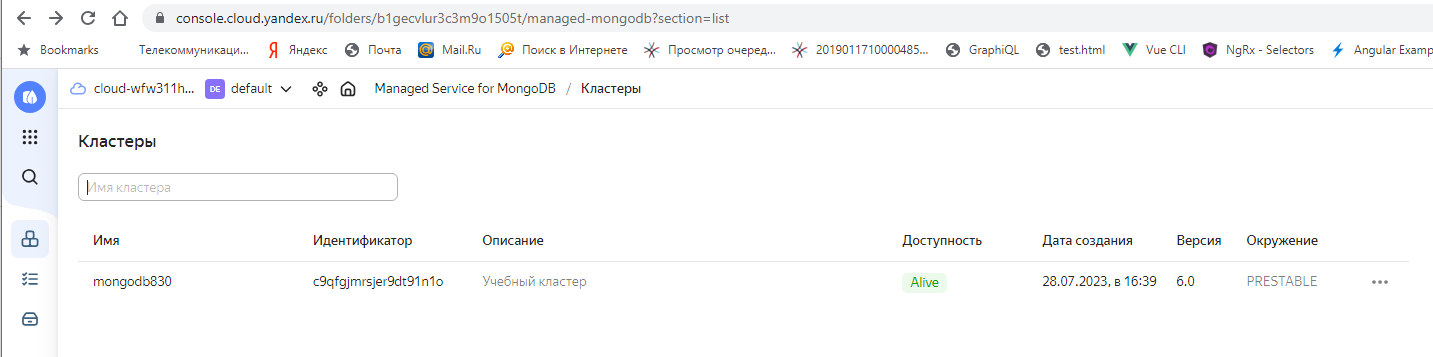 console.cloud.yandex.ru/folders/b1gecvlur3c3m9o1505t/managed-mongodb?section=list
Bookmarks Телекоммуникаци... Яндекс Почта Mail.Ru Поиск в Интернете Просмотр очеред... 2019011710000485... GraphiQL test.html Vue CLI NgRx - Selectors Angular Examp
cloud-wfw311h... DE default Managed Service for MongoDB / Кластеры
Кластеры
Имя кластера
Имя Идентификатор Описание Доступность Дата создания Версия Окружение
mongodb830 c9qfgjmrsjer9dt91n1o Учебный кластер Alive 28.07.2023, в 16:39 6.0 PRESTABLE